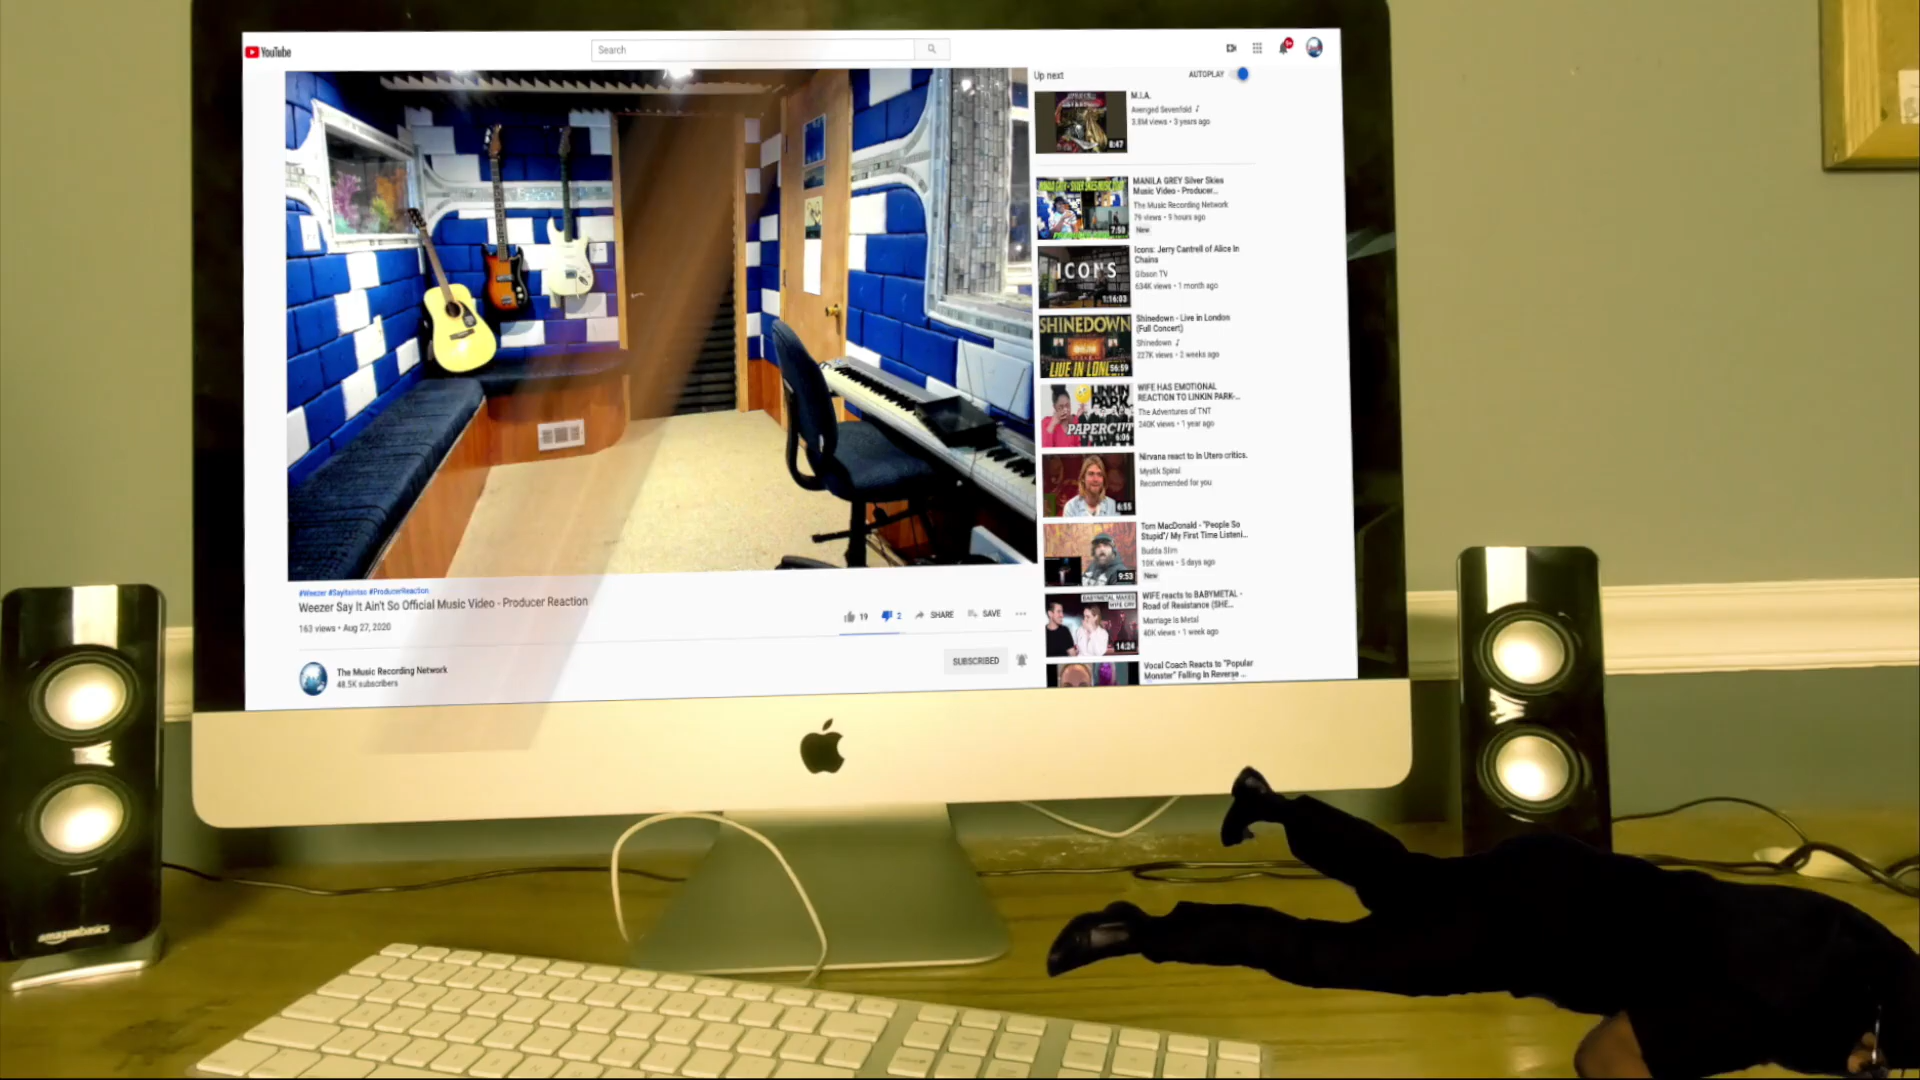 YouTube
Search
9+
Up next
AUTOPLAY
M.I.A.
Avenged Sevenfold
3.8M views • 3 years ago
8:47
MANILA GREY Silver Skies
Music Video - Producer...
The Music Recording Network
79 views • 9 hours ago
New
7:50
Icons: Jerry Cantrell of Alice In
Chains
Gibson TV
634K views • 1 month ago
ICONS
1:16:03
Shinedown - Live in London
(Full Concert)
Shinedown
227K views • 2 weeks ago
SHINEDOWN
LIVE IN LON
56:59
WIFE HAS EMOTIONAL
REACTION TO LINKIN PARK-...
The Adventures of TNT
240K views • 1 year ago
LINKIN
PARK
PAPERCUT
6:06
Nirvana react to In Utero critics.
Mystik Spiral
Recommended for you
6:55
Tom MacDonald - "People So
Stupid"/ My First Time Listeni...
Budda Slim
10K views • 5 days ago
New
9:53
WIFE reacts to BABYMETAL -
Road of Resistance (SHE...
Marriage Is Metal
40K views • 1 week ago
BABYMETAL MAKES
WIFE CRY
14:24
Vocal Coach Reacts to "Popular
Monster" Falling In Reverse ...
#Weezer #SayItAintso #ProducerReaction
Weezer Say It Ain't So Official Music Video - Producer Reaction
163 views • Aug 27, 2020
19
2
SHARE
SAVE
The Music Recording Network
48.5K subscribers
SUBSCRIBED
amazonbasics